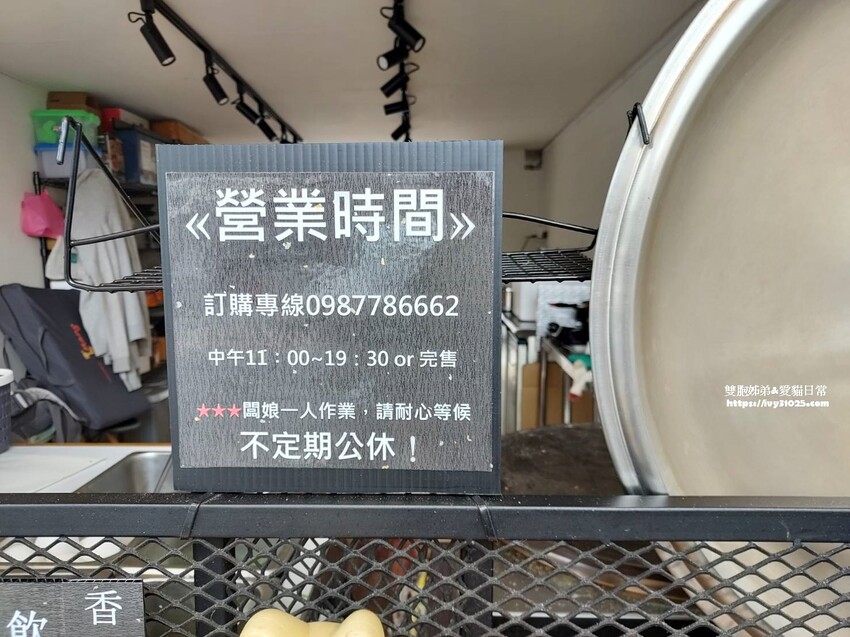 «營業時間»
訂購專線0987786662
中午11：00~19：30 or 完售
★★★闆娘一人作業，請耐心等候
不定期公休！
雙胞姊弟&愛貓日常
https://ivy31025.com
香
飲